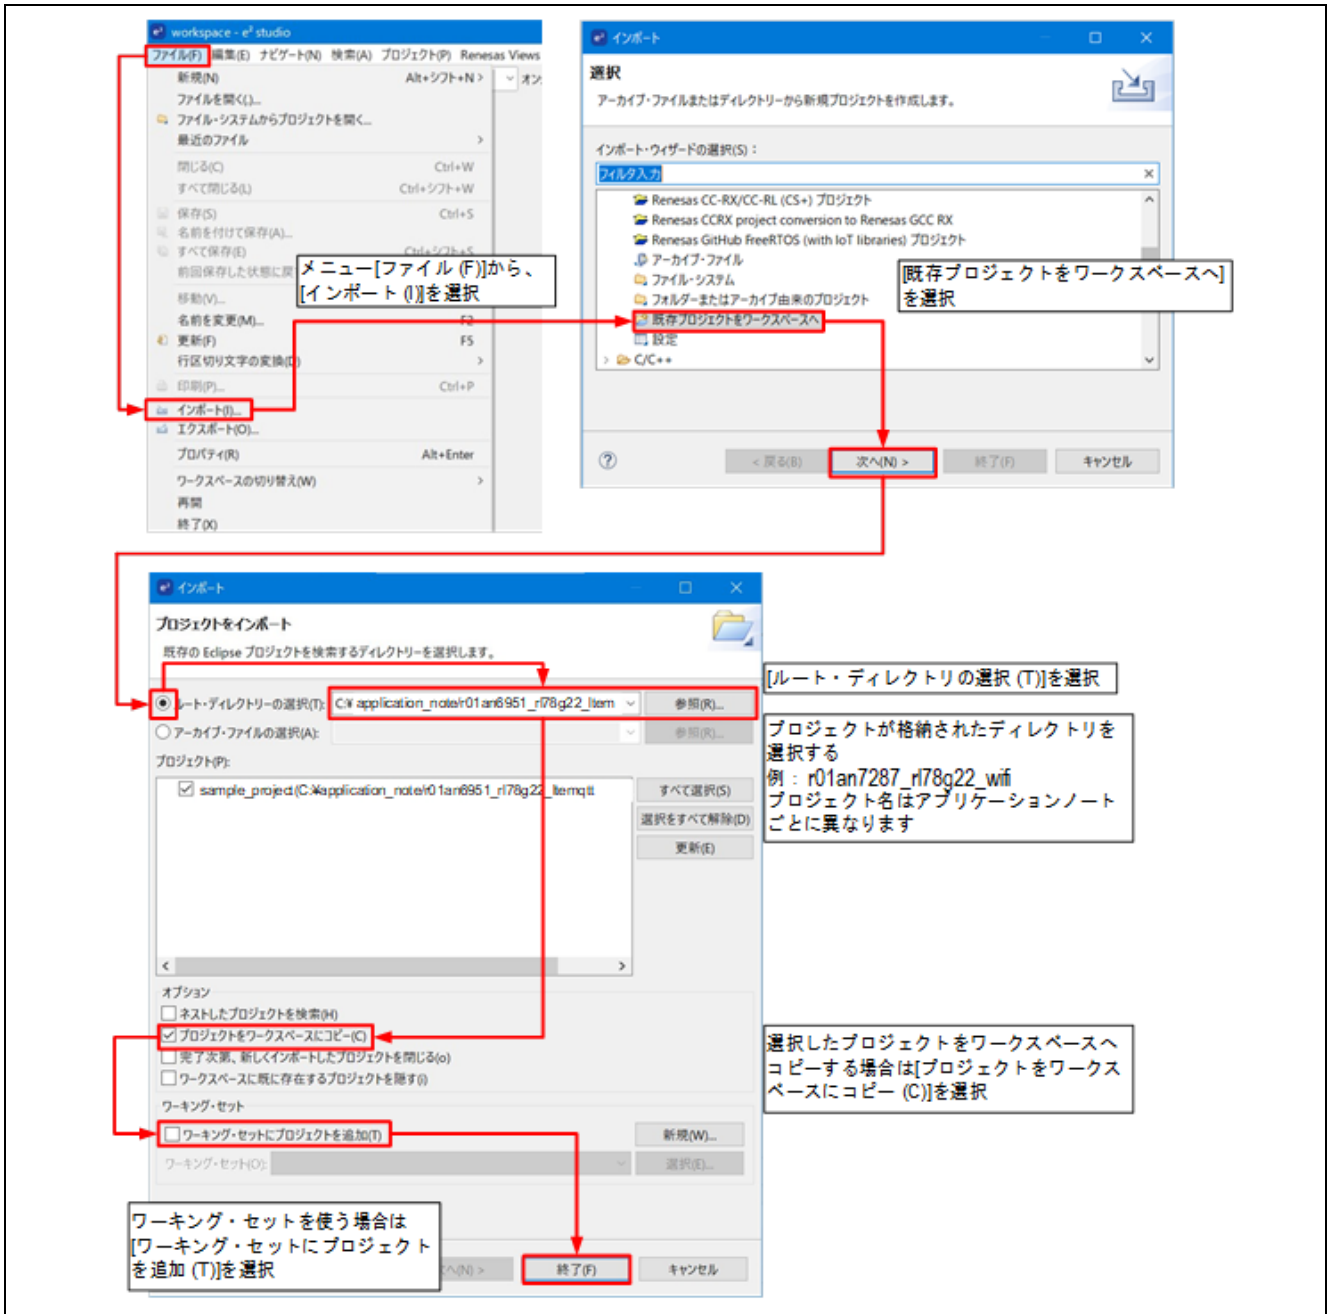 workspace - e² studio
ファイル(F) 編集(E) ナビゲート(N) 検索(A) プロジェクト(P) Renesas Views
新規(N) Alt+シフト+N >
オン
ファイルを開く(.)...
ファイル・システムからプロジェクトを開く...
最近のファイル >
閉じる(C) Ctrl+W
すべて閉じる(L) Ctrl+シフト+W
保存(S) Ctrl+S
名前を付けて保存(A)...
すべて保存(E) Ctrl+シフト+S
前回保存した状態に戻
移動(V)...
名前を変更(M)... F2
更新(F) F5
行区切り文字の変換(D) >
印刷(P)... Ctrl+P
インポート(I)...
エクスポート(O)...
プロパティ(R) Alt+Enter
ワークスペースの切り替え(W) >
再開
終了(X)
メニュー[ファイル (F)]から、
[インポート (I)]を選択
インポート
選択
アーカイブ・ファイルまたはディレクトリーから新規プロジェクトを作成します。
インポート・ウィザードの選択(S)：
フィルタ入力
Renesas CC-RX/CC-RL (CS+) プロジェクト
Renesas CCRX project conversion to Renesas GCC RX
Renesas GitHub FreeRTOS (with IoT libraries) プロジェクト
アーカイブ・ファイル
ファイル・システム
フォルダーまたはアーカイブ由来のプロジェクト
既存プロジェクトをワークスペースへ
設定
> C/C++
< 戻る(B) 次へ(N) > 終了(F) キャンセル
[既存プロジェクトをワークスペースへ]
を選択
インポート
プロジェクトをインポート
既存の Eclipse プロジェクトを検索するディレクトリーを選択します。
ルート・ディレクトリーの選択(T): C:¥ application_note/r01an6951_rl78g22_ltem 参照(R)...
アーカイブ・ファイルの選択(A): 参照(R)...
プロジェクト(P):
sample_project(C:¥application_note/r01an6951_rl78g22_ltemqtt
すべて選択(S)
選択をすべて解除(D)
更新(E)
オプション
ネストしたプロジェクトを検索(H)
プロジェクトをワークスペースにコピー(C)
完了次第、新しくインポートしたプロジェクトを閉じる(o)
ワークスペースに既に存在するプロジェクトを隠す(i)
ワーキング・セット
ワーキング・セットにプロジェクトを追加(T) 新規(W)...
ワーキング・セット(O): 選択(E)...
へ(N) > 終了(F) キャンセル
[ルート・ディレクトリの選択 (T)]を選択
プロジェクトが格納されたディレクトリを
選択する
例： r01an7287_rl78g22_wifi
プロジェクト名はアプリケーションノート
ごとに異なります
選択したプロジェクトをワークスペースへ
コピーする場合は[プロジェクトをワークス
ペースにコピー (C)]を選択
ワーキング・セットを使う場合は
[ワーキング・セットにプロジェクト
を追加 (T)]を選択